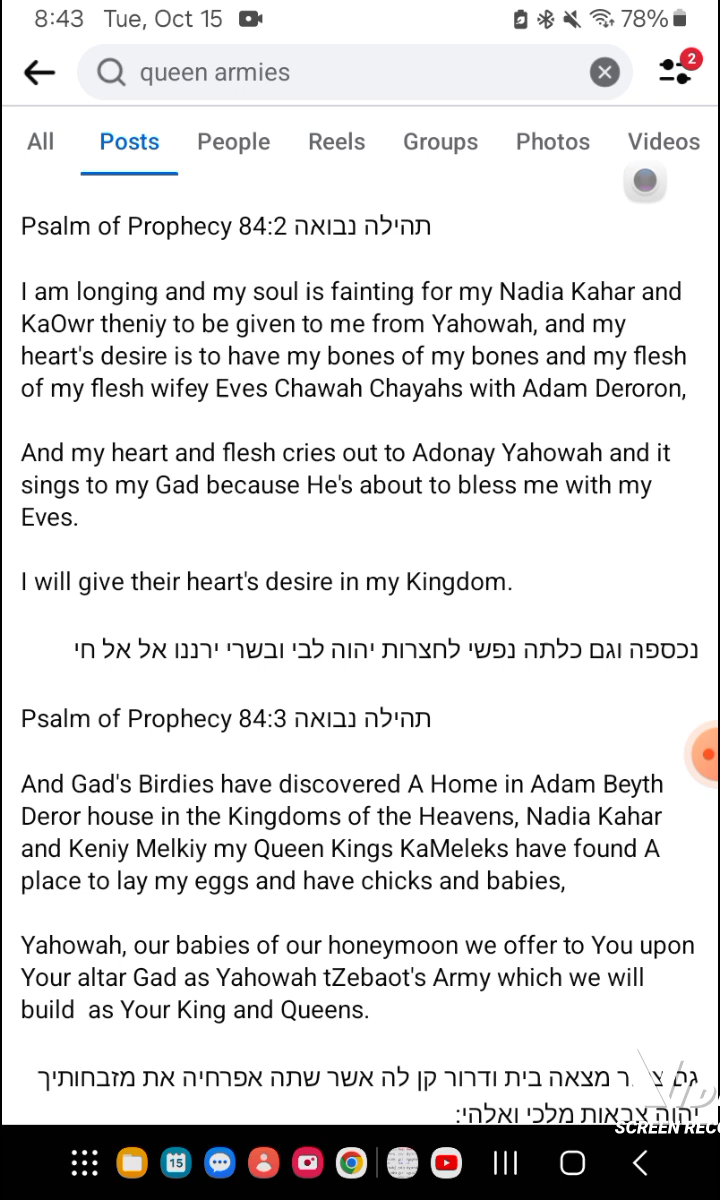 8:43 Tue, Oct 15
78%
queen armies
2
All Posts People Reels Groups Photos Videos
Psalm of Prophecy 84:2 תהילה נבואה
I am longing and my soul is fainting for my Nadia Kahar and
KaOwr theniy to be given to me from Yahowah, and my
heart's desire is to have my bones of my bones and my flesh
of my flesh wifey Eves Chawah Chayahs with Adam Deroron,
And my heart and flesh cries out to Adonay Yahowah and it
sings to my Gad because He's about to bless me with my
Eves.
I will give their heart's desire in my Kingdom.
נכספה וגם כלתה נפשי לחצרות יהוה לבי ובשרי ירננו אל אל חי
Psalm of Prophecy 84:3 תהילה נבואה
And Gad's Birdies have discovered A Home in Adam Beyth
Deror house in the Kingdoms of the Heavens, Nadia Kahar
and Keniy Melkiy my Queen Kings KaMeleks have found A
place to lay my eggs and have chicks and babies,
Yahowah, our babies of our honeymoon we offer to You upon
Your altar Gad as Yahowah tZebaot's Army which we will
build as Your King and Queens.
גם מצאה בית ודרור קן לה אשר שתה אפרחיה את מזבחותיך
יהוה צבאות מלכי ואלהי:
SCREEN REC
15